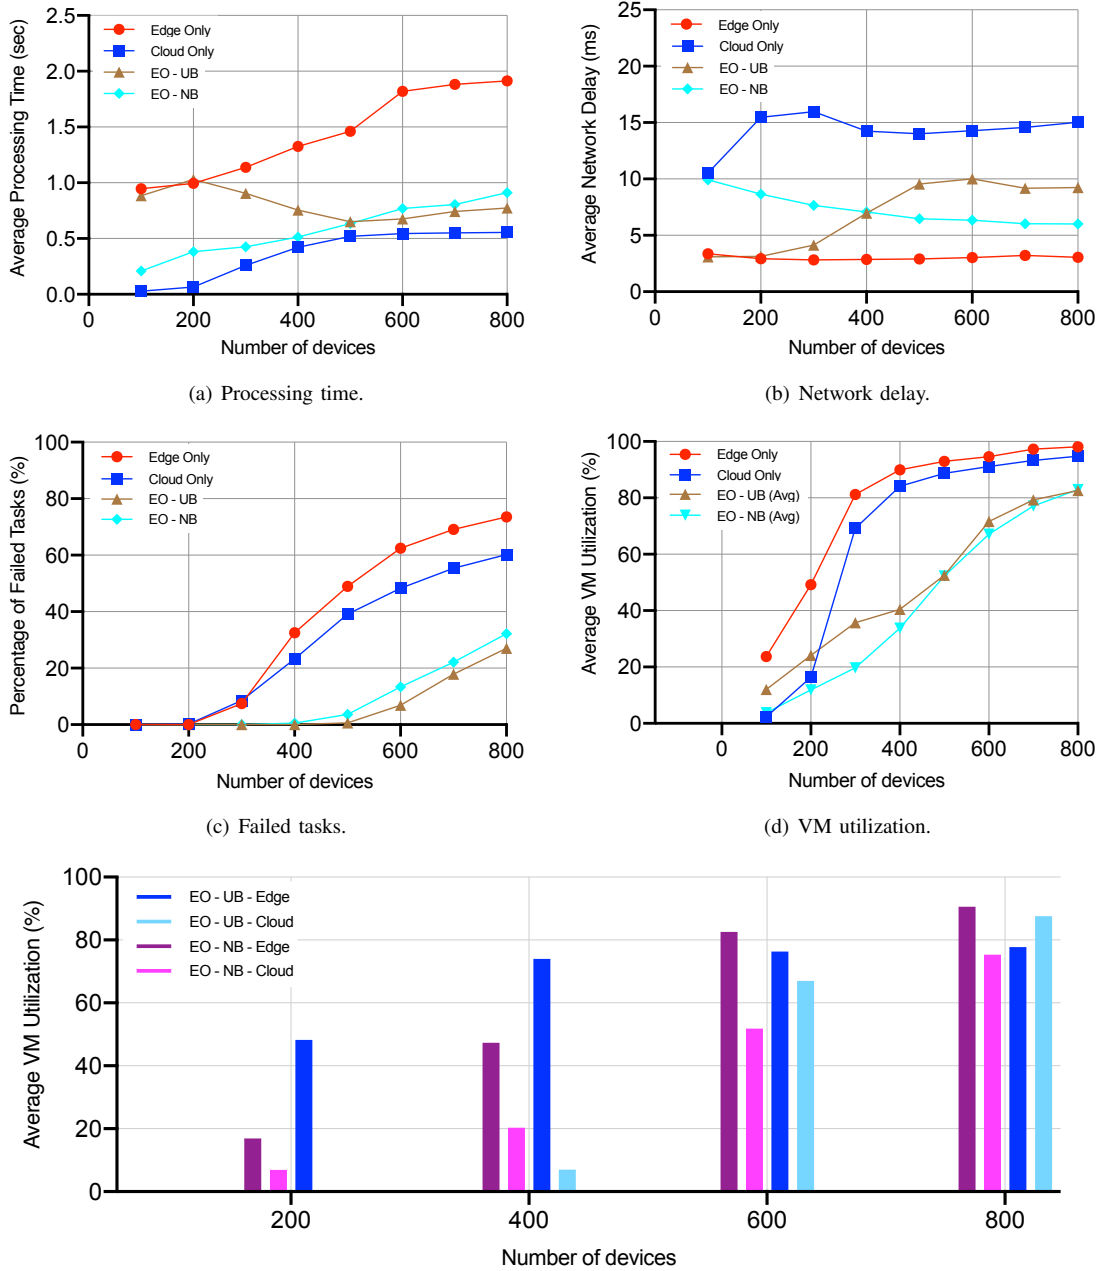 Average Processing Time (sec)
2.5
2.0
1.5
1.0
0.5
0.0
Edge Only
Cloud Only
EO - UB
EO - NB
0 200 400 600 800
Number of devices
(a) Processing time.
Average Network Delay (ms)
25
20
15
10
5
0
Edge Only
Cloud Only
EO - UB
EO - NB
0 200 400 600 800
Number of devices
(b) Network delay.
Percentage of Failed Tasks (%)
100
80
60
40
20
0
Edge Only
Cloud Only
EO - UB
EO - NB
0 200 400 600 800
Number of devices
(c) Failed tasks.
Average VM Utilization (%)
100
80
60
40
20
0
Edge Only
Cloud Only
EO - UB (Avg)
EO - NB (Avg)
0 200 400 600 800
Number of devices
(d) VM utilization.
Average VM Utilization (%)
100
80
60
40
20
0
EO - UB - Edge
EO - UB - Cloud
EO - NB - Edge
EO - NB - Cloud
200 400 600 800
Number of devices